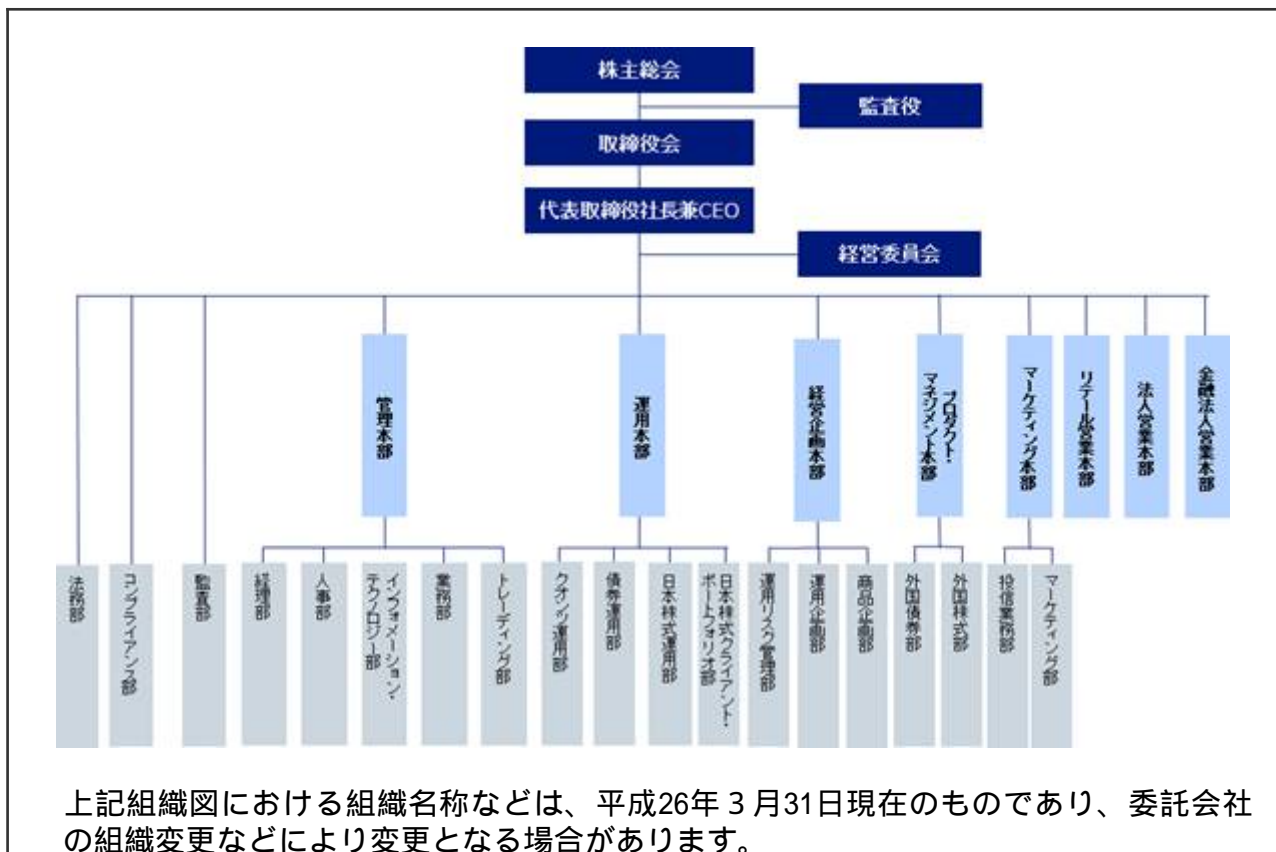 株主総会
監査役
取締役会
代表取締役社長兼CEO
経営委員会
管理本部
運用本部
経営企画本部
プロダクト・
マネジメント本部
マーケティング本部
リテール営業本部
法人営業本部
金融法人営業本部
法務部
コンプライアンス部
監査部
経理部
人事部
インフォメーション・
テクノロジー部
業務部
トレーディング部
クオンツ運用部
債券運用部
日本株式運用部
日本株式クライアント・
ポートフォリオ部
運用リスク管理部
運用企画部
商品企画部
外国債券部
外国株式部
投信業務部
マーケティング部
上記組織図における組織名称などは、平成26年３月31日現在のものであり、委託会社
の組織変更などにより変更となる場合があります。